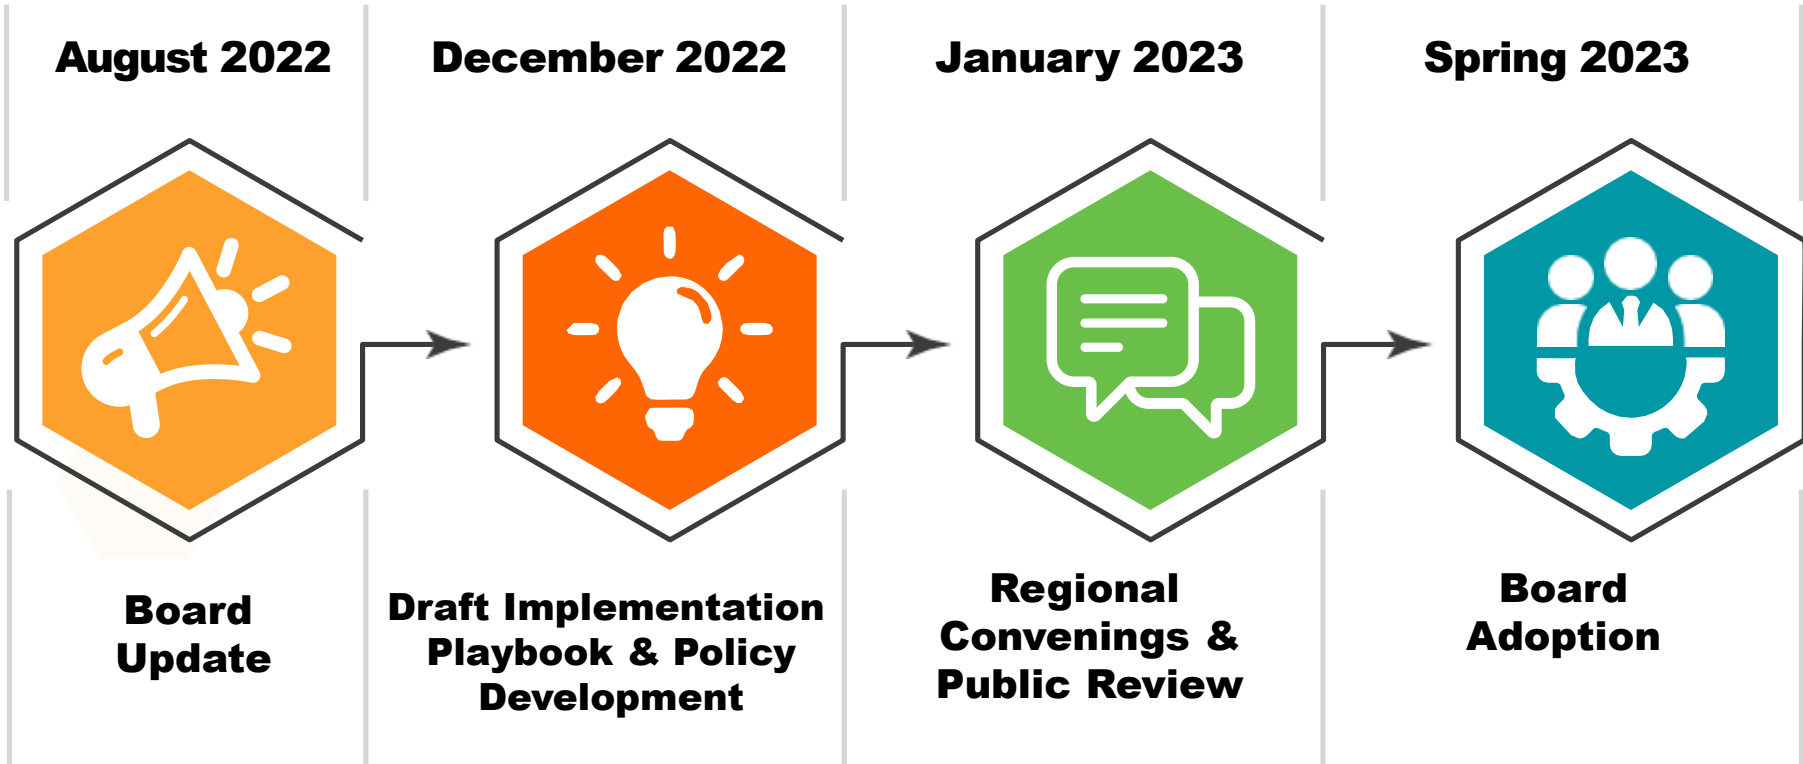 August 2022
December 2022
January 2023
Spring 2023
Board
Update
Draft Implementation
Playbook & Policy
Development
Regional
Convenings &
Public Review
Board
Adoption